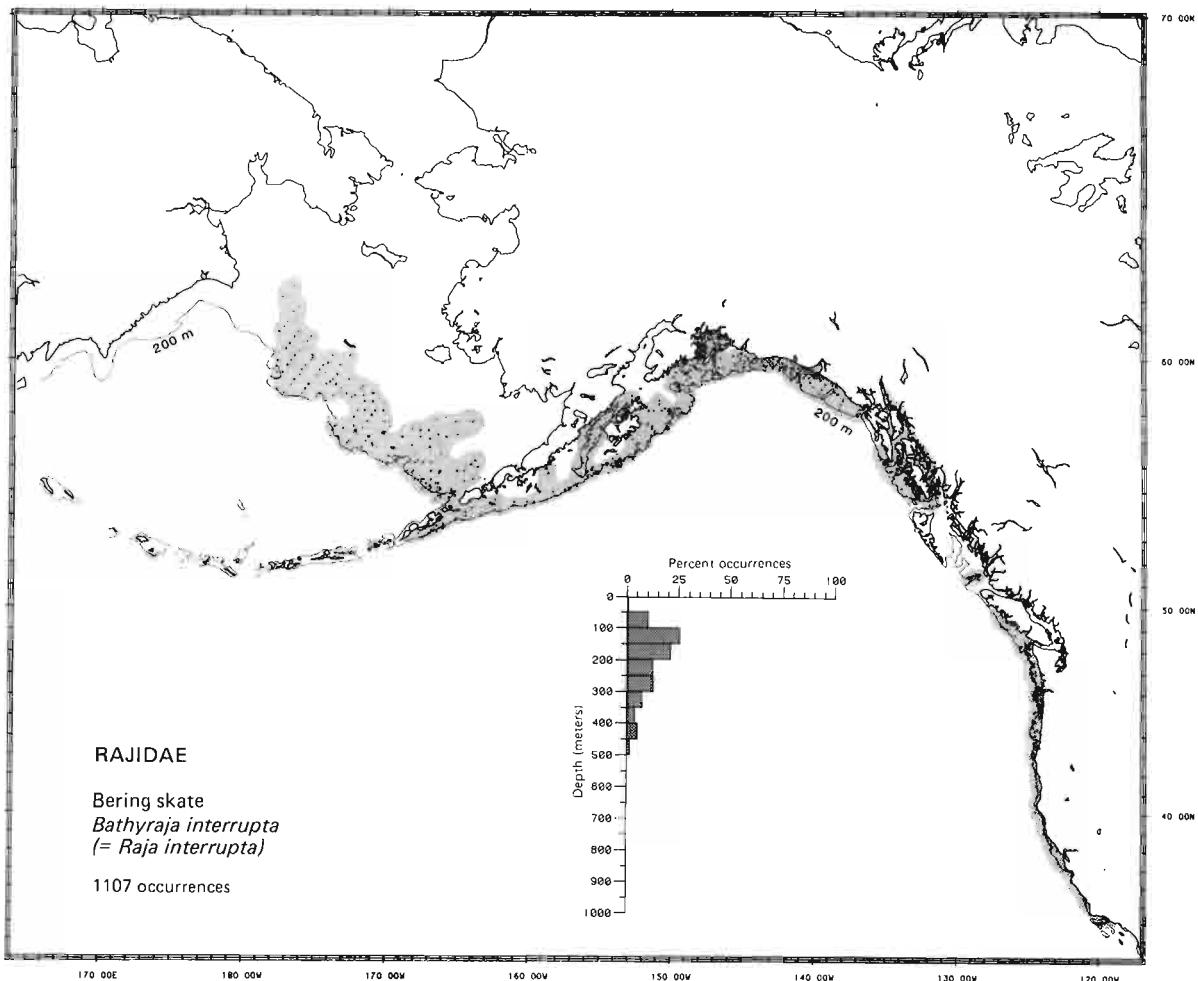 70 00N
200 m
60 00N
200 m
Percent occurrences
0 25 50 75 100
50 00N
0
100
200
300
400
500
600
700
800
900
1000
Depth (meters)
RAJIDAE
Bering skate
Bathyraja interrupta
(= Raja interrupta)
1107 occurrences
40 00N
170 00E 180 00W 170 00W 160 00W 150 00W 140 00W 130 00W 120 00W